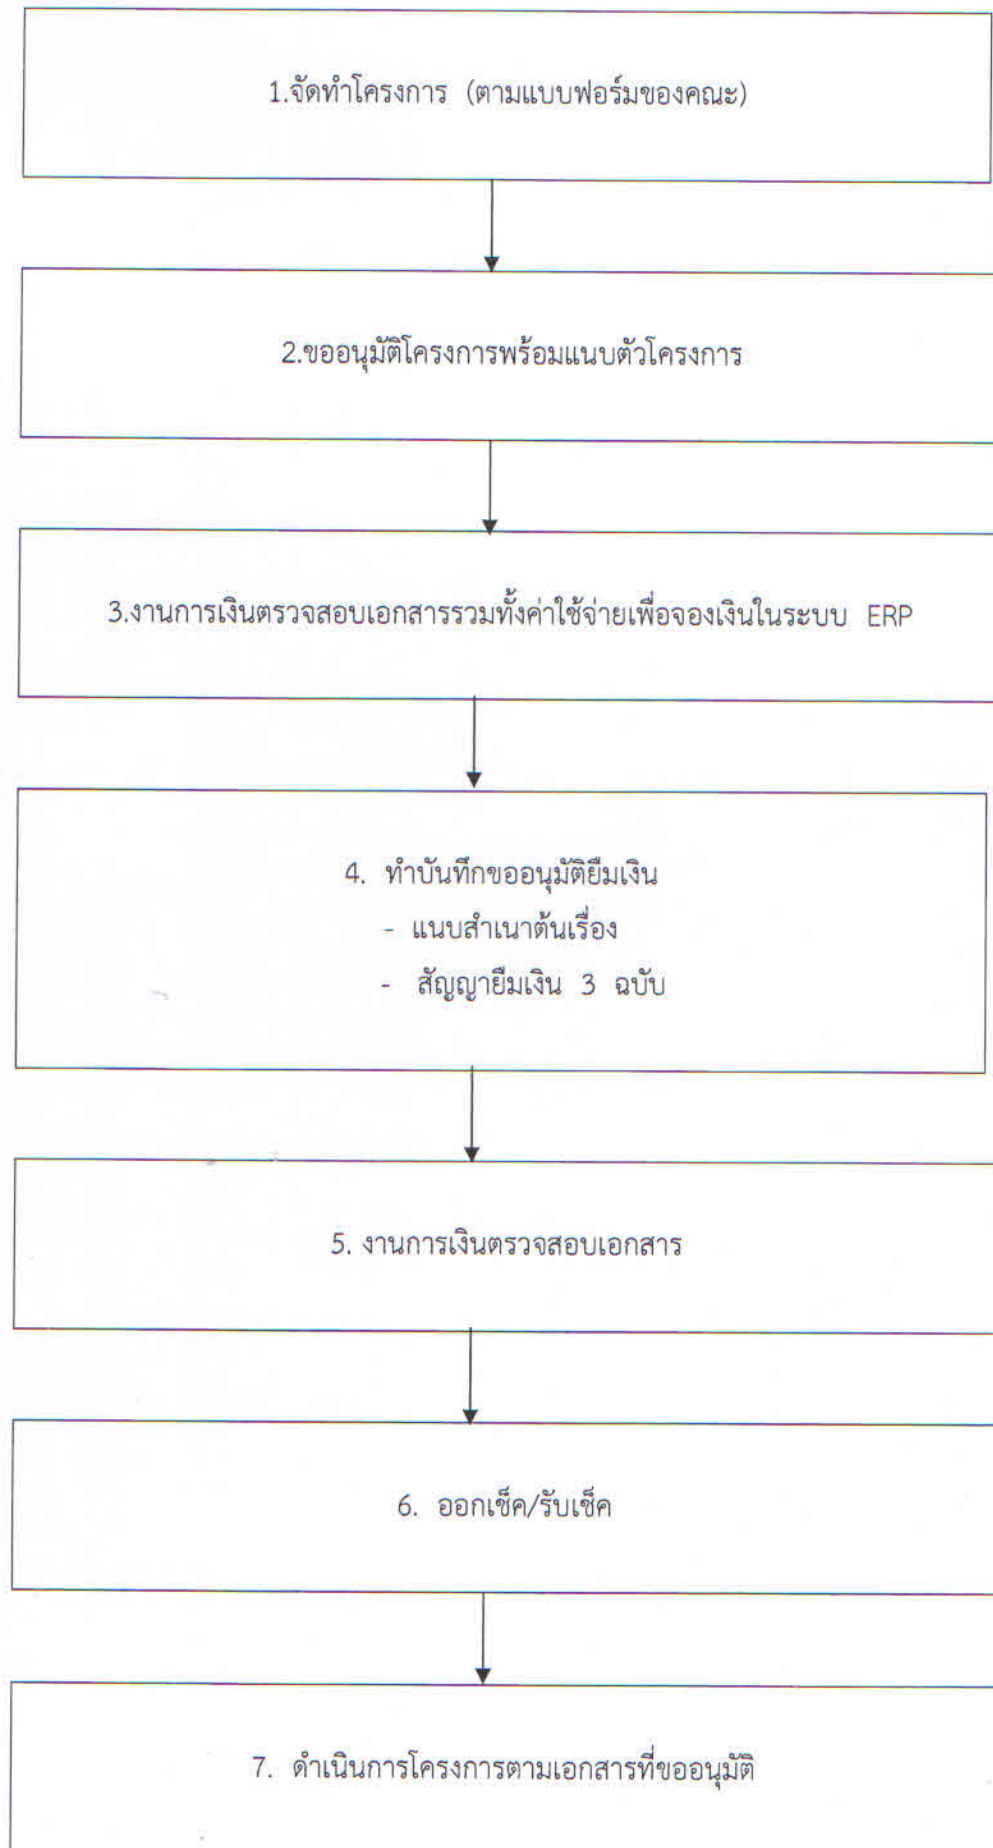 1.จัดทำโครงการ (ตามแบบฟอร์มของคณะ)
2.ขออนุมัติโครงการพร้อมแนบตัวโครงการ
3.งานการเงินตรวจสอบเอกสารรวมทั้งค่าใช้จ่ายเพื่อจองเงินในระบบ ERP
4. ทำบันทึกขออนุมัติยืมเงิน
- แนบสำเนาต้นเรื่อง
- สัญญายืมเงิน 3 ฉบับ
5. งานการเงินตรวจสอบเอกสาร
6. ออกเช็ค/รับเช็ค
7. ดำเนินการโครงการตามเอกสารที่ขออนุมัติ